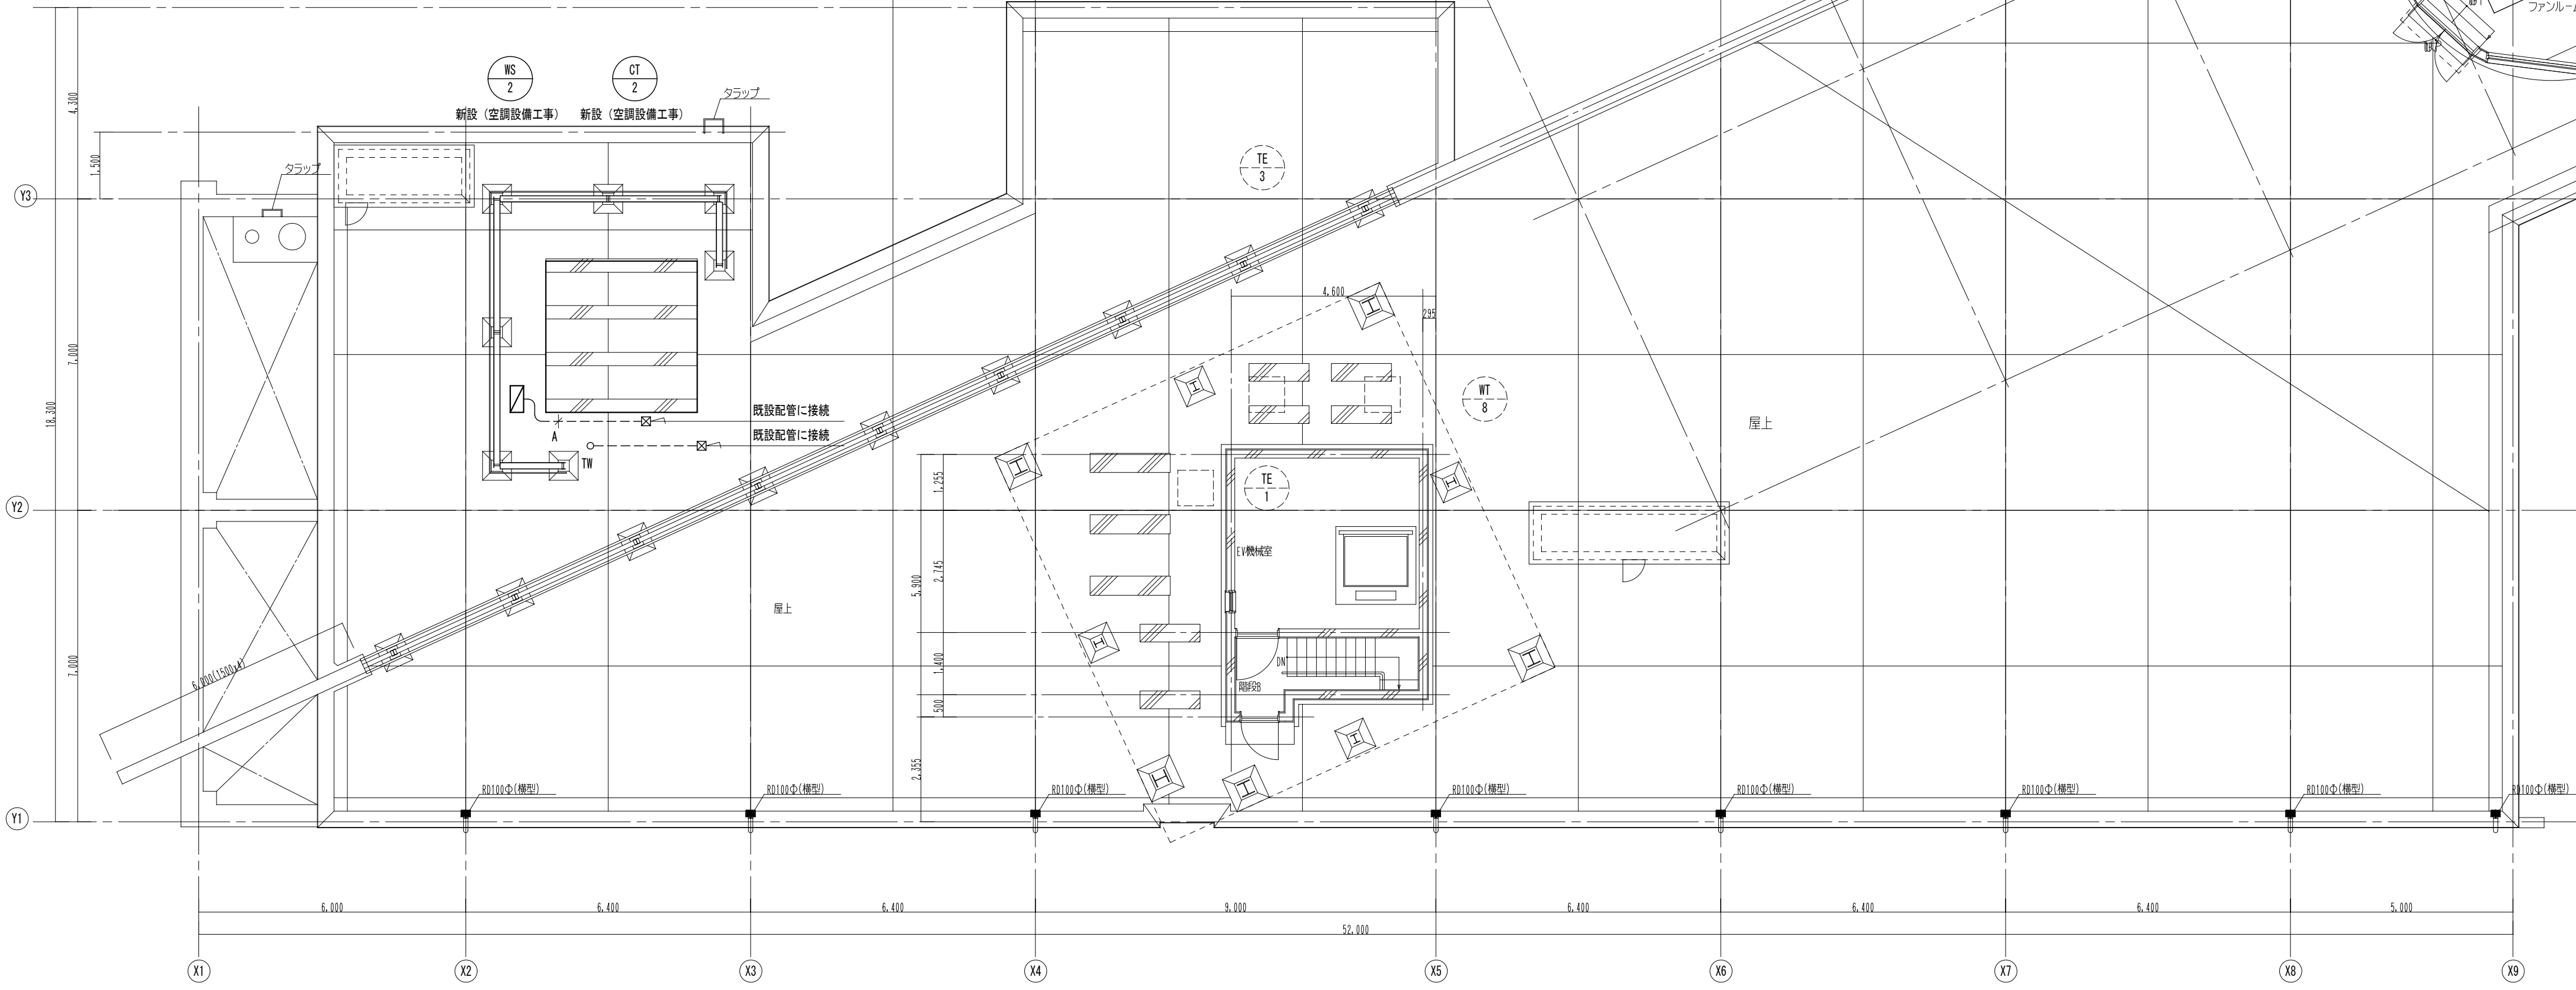 ファンルーム
WS
2
CT
2
新設（空調設備工事）
新設（空調設備工事）
タラップ
タラップ
4,300
1,500
TE
3
Y3
4,600
295
7,000
18,300
WT
8
既設配管に接続
既設配管に接続
A
TW
屋上
1,255
TE
1
Y2
EV機械室
2,745
5,900
屋上
7,000
6,000(1500x4)
1,400
DN
階段B
500
2,355
RD100Φ(横型)
RD100Φ(横型)
RD100Φ(横型)
RD100Φ(横型)
RD100Φ(横型)
RD100Φ(横型)
RD100Φ(横型)
RD100Φ(横型)
Y1
6,000
6,400
6,400
9,000
6,400
6,400
6,400
5,000
52,000
X1
X2
X3
X4
X5
X6
X7
X8
X9